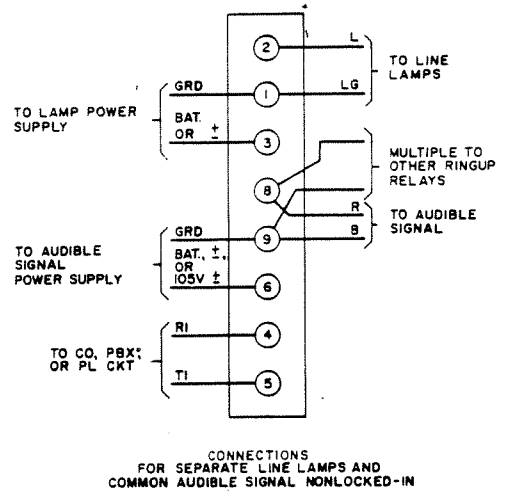 2
L
TO LINE
LAMPS
GRD
1
LG
TO LAMP POWER
SUPPLY
BAT.
OR ±
3
MULTIPLE TO
OTHER RINGUP
RELAYS
8
R
TO AUDIBLE
SIGNAL
GRD
9
B
TO AUDIBLE
SIGNAL
POWER SUPPLY
BAT., ±,
OR
105V ±
6
R1
4
TO CO, PBX,
OR PL CKT
T1
5
CONNECTIONS
FOR SEPARATE LINE LAMPS AND
COMMON AUDIBLE SIGNAL NONLOCKED-IN